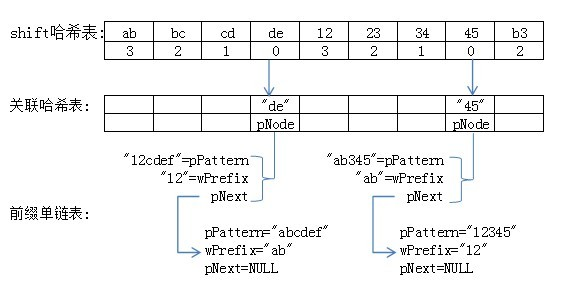 shift哈希表: ab bc cd de 12 23 34 45 b3
3 2 1 0 3 2 1 0 2
关联哈希表: "de" "45"
pNode pNode
"12cdef"=pPattern "ab345"=pPattern
"12"=wPrefix "ab"=wPrefix
pNext pNext
前缀单链表:
pPattern="abcdef" pPattern="12345"
wPrefix="ab" wPrefix="12"
pNext=NULL pNext=NULL